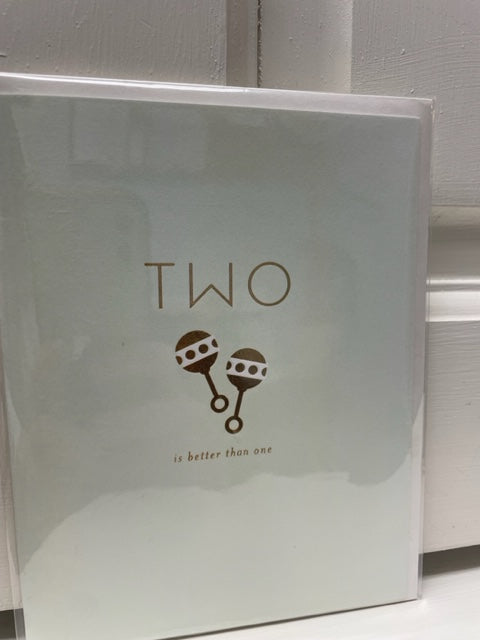 TWO
is better than one